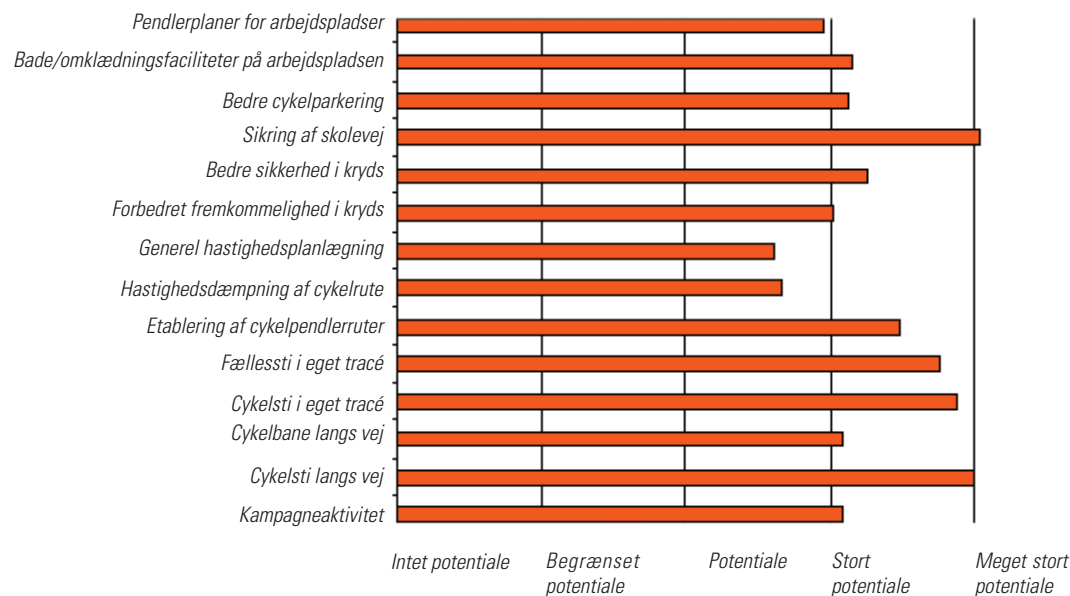 Pendlerplaner for arbejdspladser
Bade/omklædningsfaciliteter på arbejdspladsen
Bedre cykelparkering
Sikring af skolevej
Bedre sikkerhed i kryds
Forbedret fremkommelighed i kryds
Generel hastighedsplanlægning
Hastighedsdæmpning af cykelrute
Etablering af cykelpendlerruter
Fællessti i eget tracé
Cykelsti i eget tracé
Cykelbane langs vej
Cykelsti langs vej
Kampagneaktivitet
Intet potentiale
Begrænset
potentiale
Potentiale
Stort
potentiale
Meget stort
potentiale